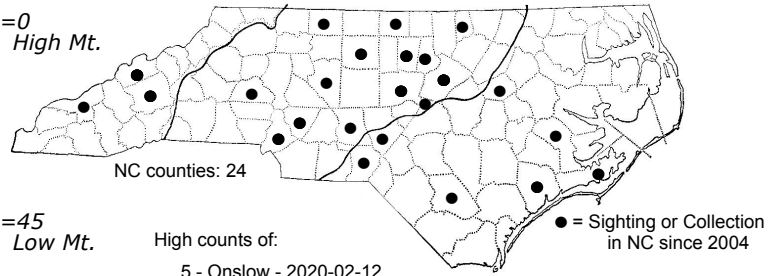 =0
High Mt.
NC counties: 24
=45
Low Mt.
High counts of:
5 - Onslow - 2020-02-12
● = Sighting or Collection
in NC since 2004